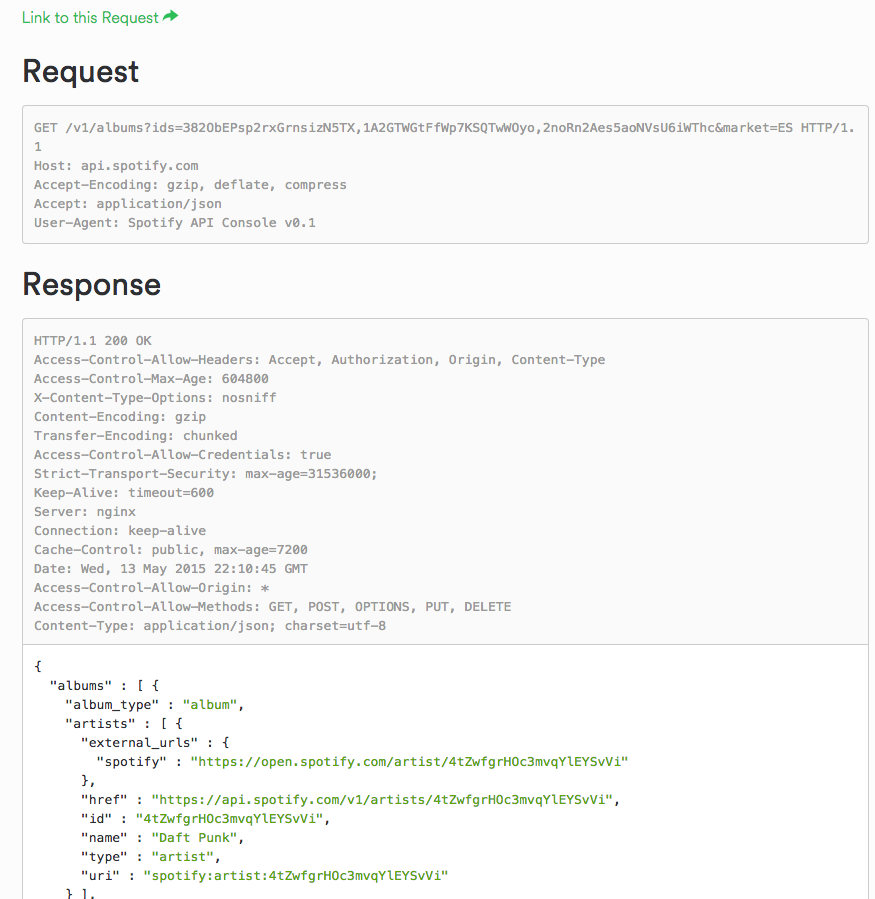 Link to this Request
Request
GET /v1/albums?ids=382ObEPsp2rxGrnsizN5TX,1A2GTWGtFfWp7KSQTwWOyo,2noRn2Aes5aoNVsU6iWThc&market=ES HTTP/1.
1
Host: api.spotify.com
Accept-Encoding: gzip, deflate, compress
Accept: application/json
User-Agent: Spotify API Console v0.1
Response
HTTP/1.1 200 OK
Access-Control-Allow-Headers: Accept, Authorization, Origin, Content-Type
Access-Control-Max-Age: 604800
X-Content-Type-Options: nosniff
Content-Encoding: gzip
Transfer-Encoding: chunked
Access-Control-Allow-Credentials: true
Strict-Transport-Security: max-age=31536000;
Keep-Alive: timeout=600
Server: nginx
Connection: keep-alive
Cache-Control: public, max-age=7200
Date: Wed, 13 May 2015 22:10:45 GMT
Access-Control-Allow-Origin: *
Access-Control-Allow-Methods: GET, POST, OPTIONS, PUT, DELETE
Content-Type: application/json; charset=utf-8
{
  "albums" : [ {
    "album_type" : "album",
    "artists" : [ {
      "external_urls" : {
        "spotify" : "https://open.spotify.com/artist/4tZwfgrHOc3mvqYlEYSvVi"
      },
      "href" : "https://api.spotify.com/v1/artists/4tZwfgrHOc3mvqYlEYSvVi",
      "id" : "4tZwfgrHOc3mvqYlEYSvVi",
      "name" : "Daft Punk",
      "type" : "artist",
      "uri" : "spotify:artist:4tZwfgrHOc3mvqYlEYSvVi"
    } ],